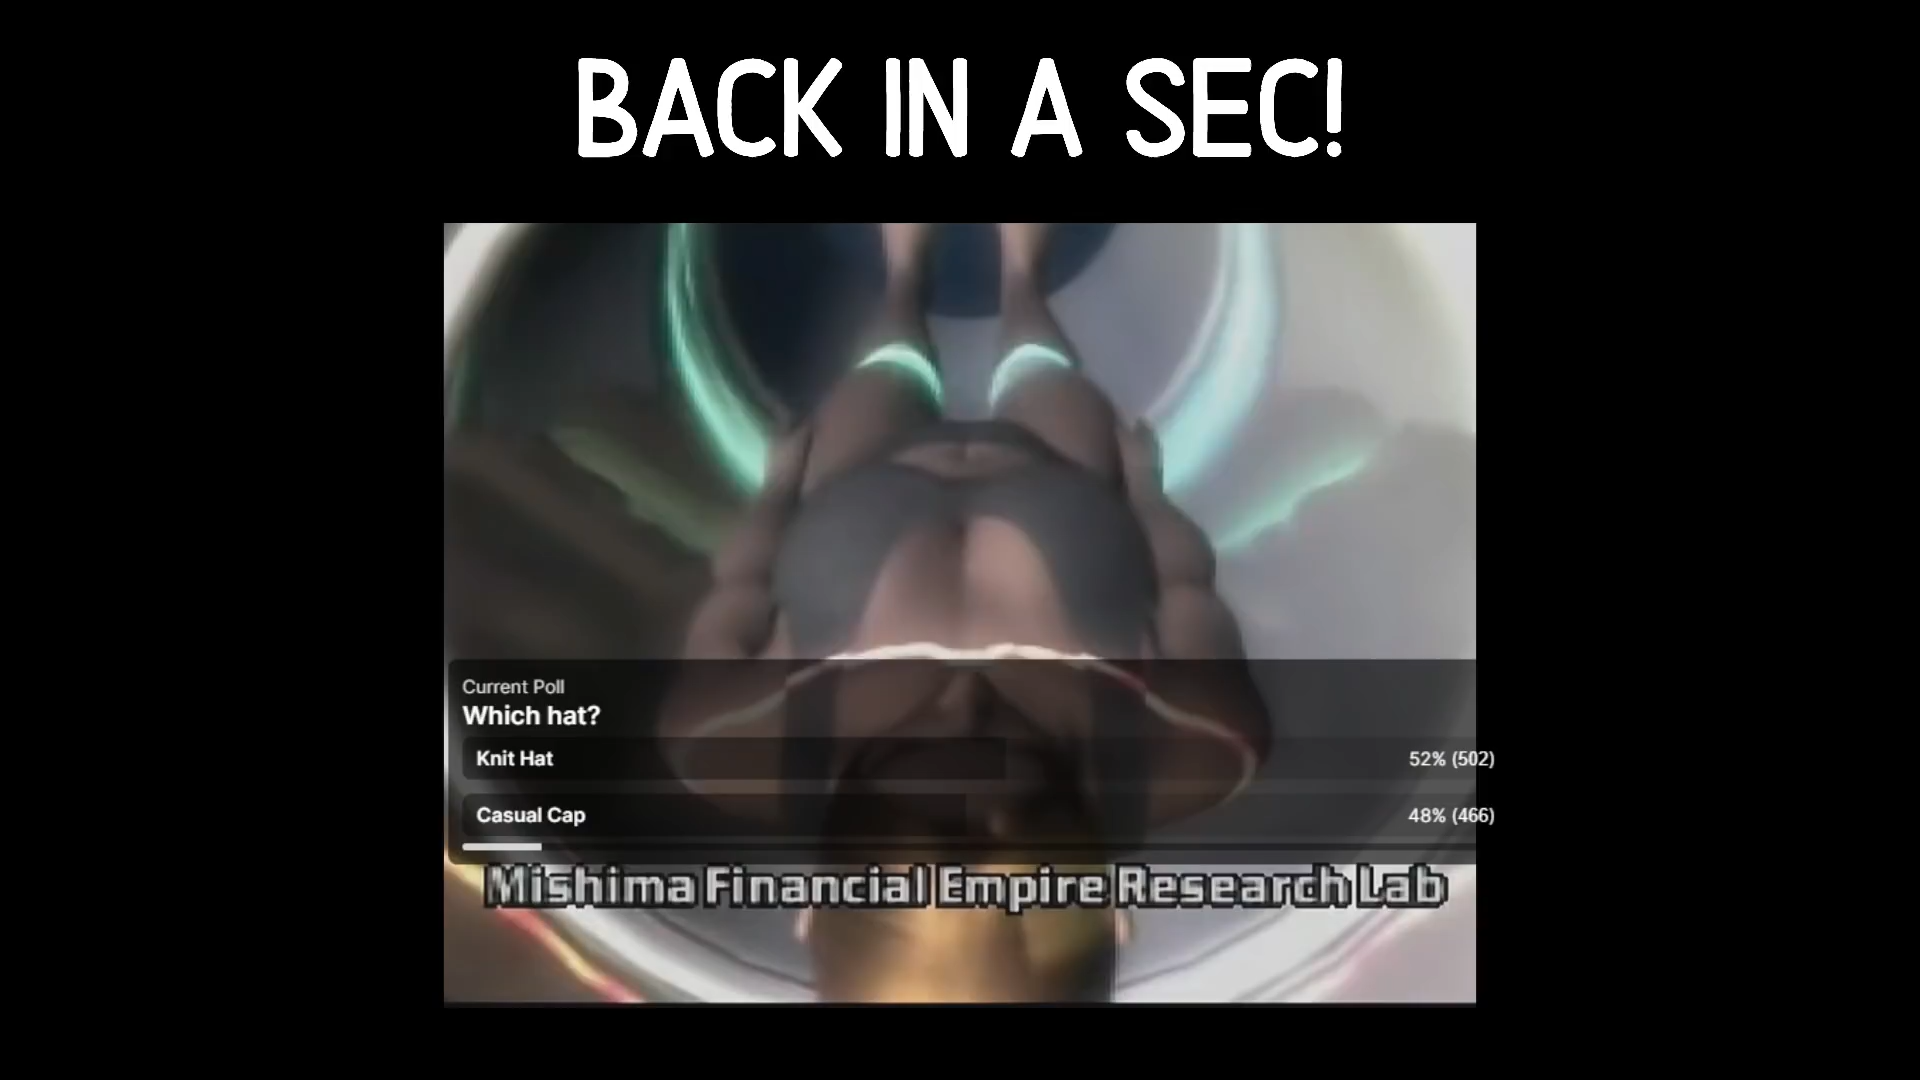 BACK IN A SEC!
Current Poll
Which hat?
Knit Hat 52% (502)
Casual Cap 48% (466)
Mishima Financial Empire Research Lab